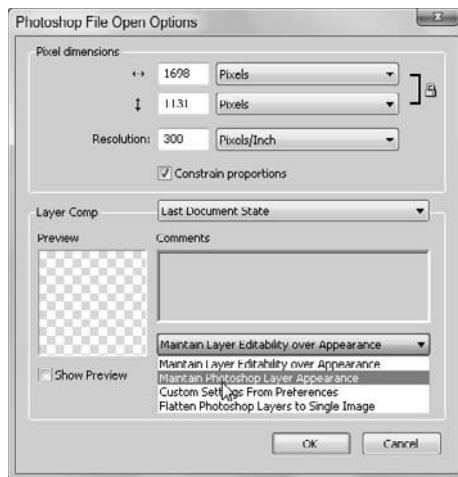 Photoshop File Open Options
Pixel dimensions
1698 Pixels
1131 Pixels
Resolution: 300 Pixels/Inch
Constrain proportions
Layer Comp Last Document State
Preview Comments
Maintain Layer Editability over Appearance
Maintain Layer Editability over Appearance
Show Preview Maintain Photoshop Layer Appearance
Custom Settings From Preferences
Flatten Photoshop Layers to Single Image
OK Cancel